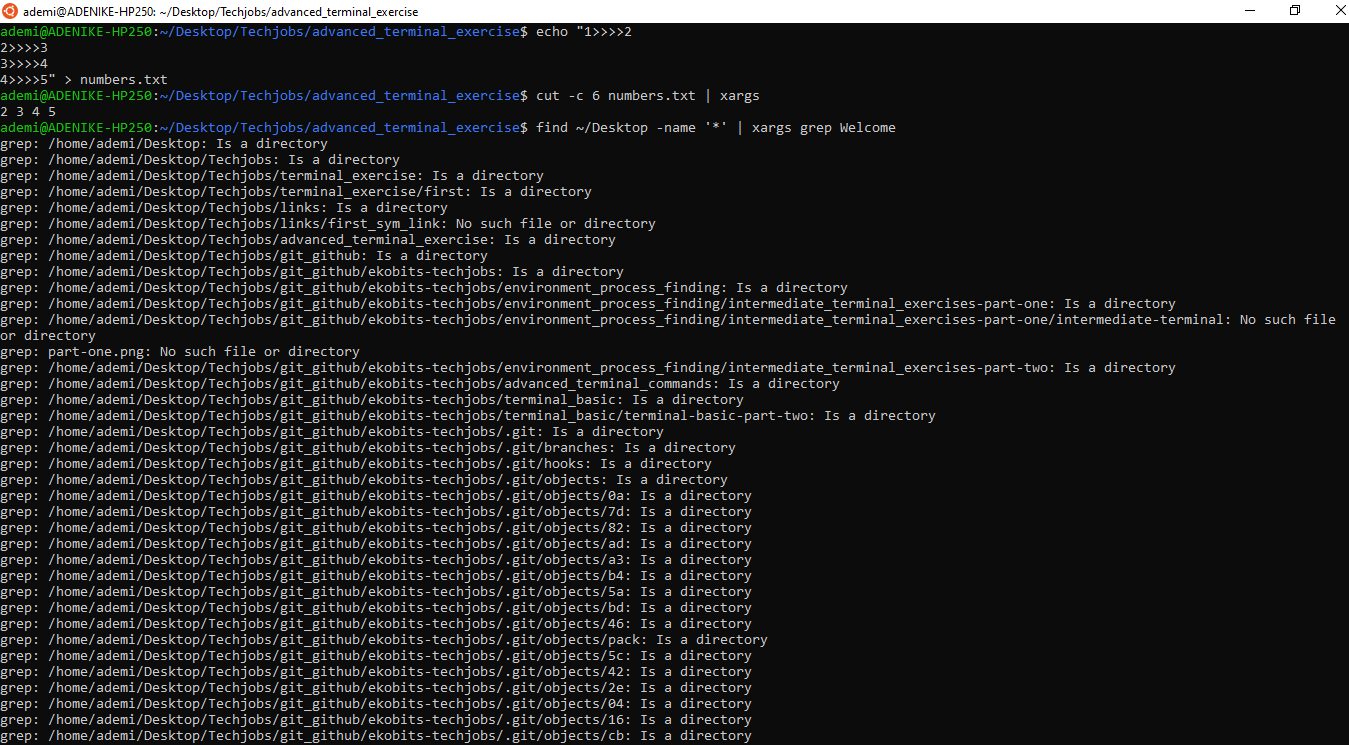 ademi@ADENIKE-HP250: ~/Desktop/Techjobs/advanced_terminal_exercise
ademi@ADENIKE-HP250:~/Desktop/Techjobs/advanced_terminal_exercise$ echo "1>>>>2
2>>>>3
3>>>>4
4>>>>5" > numbers.txt
ademi@ADENIKE-HP250:~/Desktop/Techjobs/advanced_terminal_exercise$ cut -c 6 numbers.txt | xargs
2 3 4 5
ademi@ADENIKE-HP250:~/Desktop/Techjobs/advanced_terminal_exercise$ find ~/Desktop -name '*' | xargs grep Welcome
grep: /home/ademi/Desktop: Is a directory
grep: /home/ademi/Desktop/Techjobs: Is a directory
grep: /home/ademi/Desktop/Techjobs/terminal_exercise: Is a directory
grep: /home/ademi/Desktop/Techjobs/terminal_exercise/first: Is a directory
grep: /home/ademi/Desktop/Techjobs/links: Is a directory
grep: /home/ademi/Desktop/Techjobs/links/first_sym_link: No such file or directory
grep: /home/ademi/Desktop/Techjobs/advanced_terminal_exercise: Is a directory
grep: /home/ademi/Desktop/Techjobs/git_github: Is a directory
grep: /home/ademi/Desktop/Techjobs/git_github/ekobits-techjobs: Is a directory
grep: /home/ademi/Desktop/Techjobs/git_github/ekobits-techjobs/environment_process_finding: Is a directory
grep: /home/ademi/Desktop/Techjobs/git_github/ekobits-techjobs/environment_process_finding/intermediate_terminal_exercises-part-one: Is a directory
grep: /home/ademi/Desktop/Techjobs/git_github/ekobits-techjobs/environment_process_finding/intermediate_terminal_exercises-part-one/intermediate-terminal: No such file
or directory
grep: part-one.png: No such file or directory
grep: /home/ademi/Desktop/Techjobs/git_github/ekobits-techjobs/environment_process_finding/intermediate_terminal_exercises-part-two: Is a directory
grep: /home/ademi/Desktop/Techjobs/git_github/ekobits-techjobs/advanced_terminal_commands: Is a directory
grep: /home/ademi/Desktop/Techjobs/git_github/ekobits-techjobs/terminal_basic: Is a directory
grep: /home/ademi/Desktop/Techjobs/git_github/ekobits-techjobs/terminal_basic/terminal-basic-part-two: Is a directory
grep: /home/ademi/Desktop/Techjobs/git_github/ekobits-techjobs/.git: Is a directory
grep: /home/ademi/Desktop/Techjobs/git_github/ekobits-techjobs/.git/branches: Is a directory
grep: /home/ademi/Desktop/Techjobs/git_github/ekobits-techjobs/.git/hooks: Is a directory
grep: /home/ademi/Desktop/Techjobs/git_github/ekobits-techjobs/.git/objects: Is a directory
grep: /home/ademi/Desktop/Techjobs/git_github/ekobits-techjobs/.git/objects/0a: Is a directory
grep: /home/ademi/Desktop/Techjobs/git_github/ekobits-techjobs/.git/objects/7d: Is a directory
grep: /home/ademi/Desktop/Techjobs/git_github/ekobits-techjobs/.git/objects/82: Is a directory
grep: /home/ademi/Desktop/Techjobs/git_github/ekobits-techjobs/.git/objects/ad: Is a directory
grep: /home/ademi/Desktop/Techjobs/git_github/ekobits-techjobs/.git/objects/a3: Is a directory
grep: /home/ademi/Desktop/Techjobs/git_github/ekobits-techjobs/.git/objects/b4: Is a directory
grep: /home/ademi/Desktop/Techjobs/git_github/ekobits-techjobs/.git/objects/5a: Is a directory
grep: /home/ademi/Desktop/Techjobs/git_github/ekobits-techjobs/.git/objects/bd: Is a directory
grep: /home/ademi/Desktop/Techjobs/git_github/ekobits-techjobs/.git/objects/46: Is a directory
grep: /home/ademi/Desktop/Techjobs/git_github/ekobits-techjobs/.git/objects/pack: Is a directory
grep: /home/ademi/Desktop/Techjobs/git_github/ekobits-techjobs/.git/objects/5c: Is a directory
grep: /home/ademi/Desktop/Techjobs/git_github/ekobits-techjobs/.git/objects/42: Is a directory
grep: /home/ademi/Desktop/Techjobs/git_github/ekobits-techjobs/.git/objects/2e: Is a directory
grep: /home/ademi/Desktop/Techjobs/git_github/ekobits-techjobs/.git/objects/04: Is a directory
grep: /home/ademi/Desktop/Techjobs/git_github/ekobits-techjobs/.git/objects/16: Is a directory
grep: /home/ademi/Desktop/Techjobs/git_github/ekobits-techjobs/.git/objects/cb: Is a directory